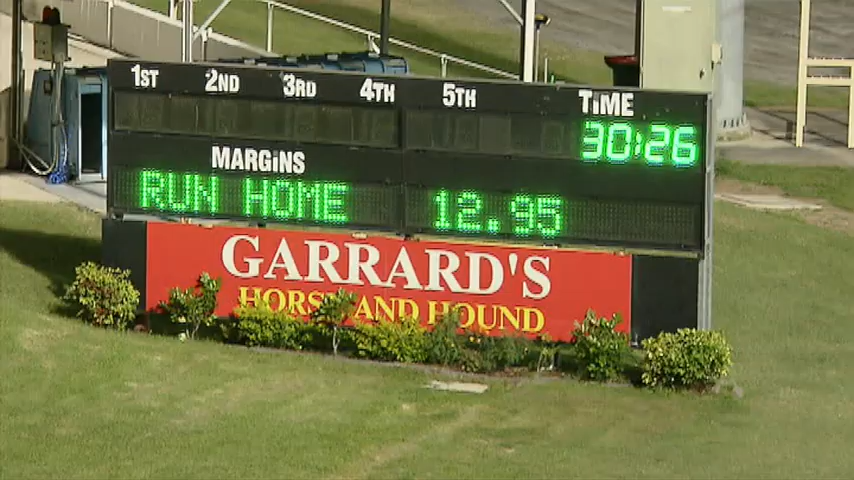 1ST 2ND 3RD 4TH 5TH TIME
30:26
MARGINS
RUN HOME 12.95
GARRARD'S
HORSE AND HOUND